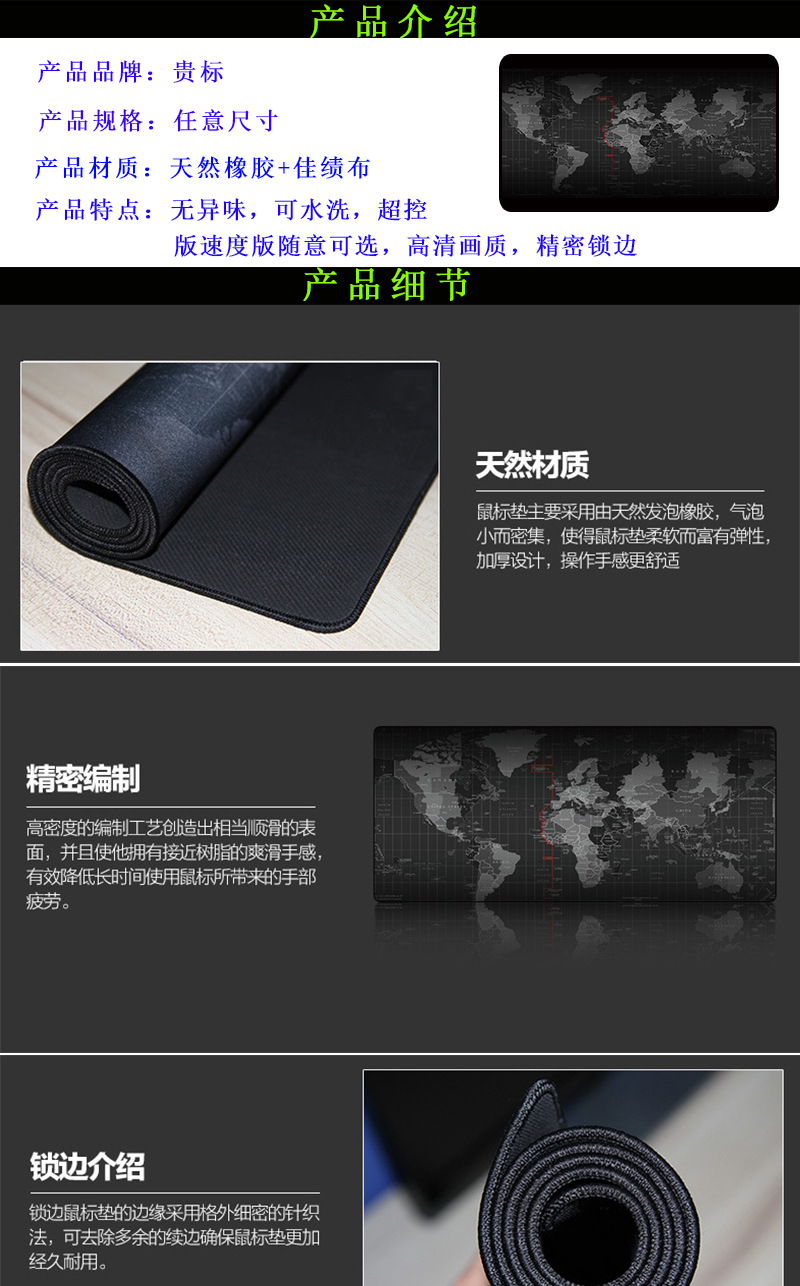 产品介绍
产品品牌：贵标
产品规格：任意尺寸
产品材质：天然橡胶+佳绩布
产品特点：无异味，可水洗，超控
版速度版随意可选，高清画质，精密锁边
产品细节
天然材质
鼠标垫主要采用由天然发泡橡胶，气泡
小而密集，使得鼠标垫柔软而富有弹性，
加厚设计，操作手感更舒适
精密编制
高密度的编制工艺创造出相当顺滑的表
面，并且使他拥有接近树脂的爽滑手感，
有效降低长时间使用鼠标所带来的手部
疲劳。
锁边介绍
锁边鼠标垫的边缘采用格外细密的针织
法，可去除多余的续边确保鼠标垫更加
经久耐用。